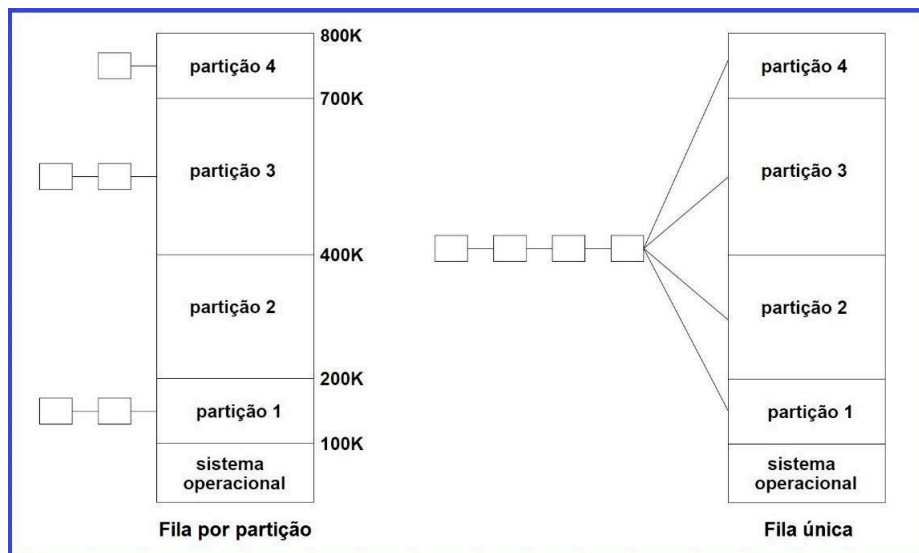 800K
partição 4
700K
partição 3
400K
partição 2
200K
partição 1
100K
sistema
operacional
Fila por partição
partição 4
partição 3
partição 2
partição 1
sistema
operacional
Fila única